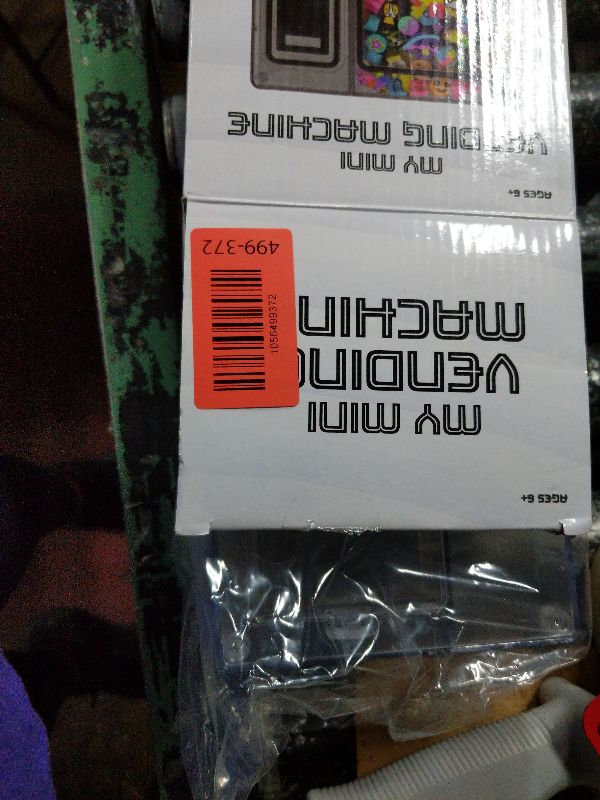 AGES 6+
MY MINI
VENDING
MACHIN
499-372
1056499372
AGES 6+
MY MINI
VENDING MACHINE